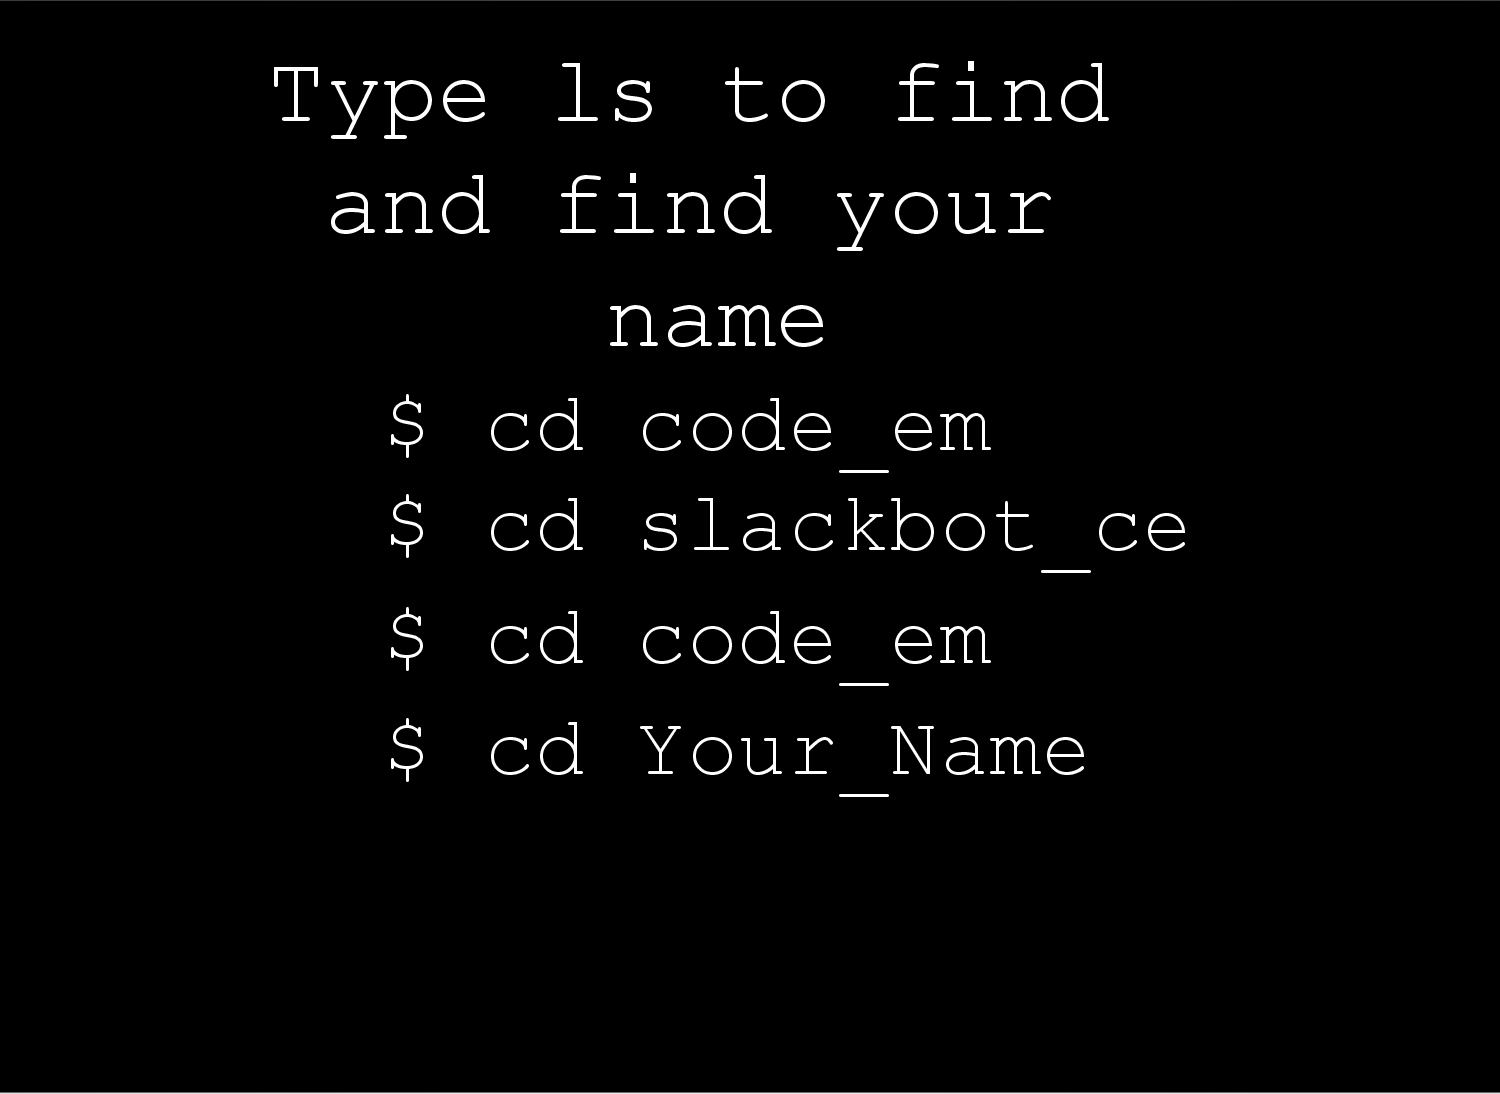 Type ls to find
and find your
name
$ cd code_em
$ cd slackbot_ce
$ cd code_em
$ cd Your_Name